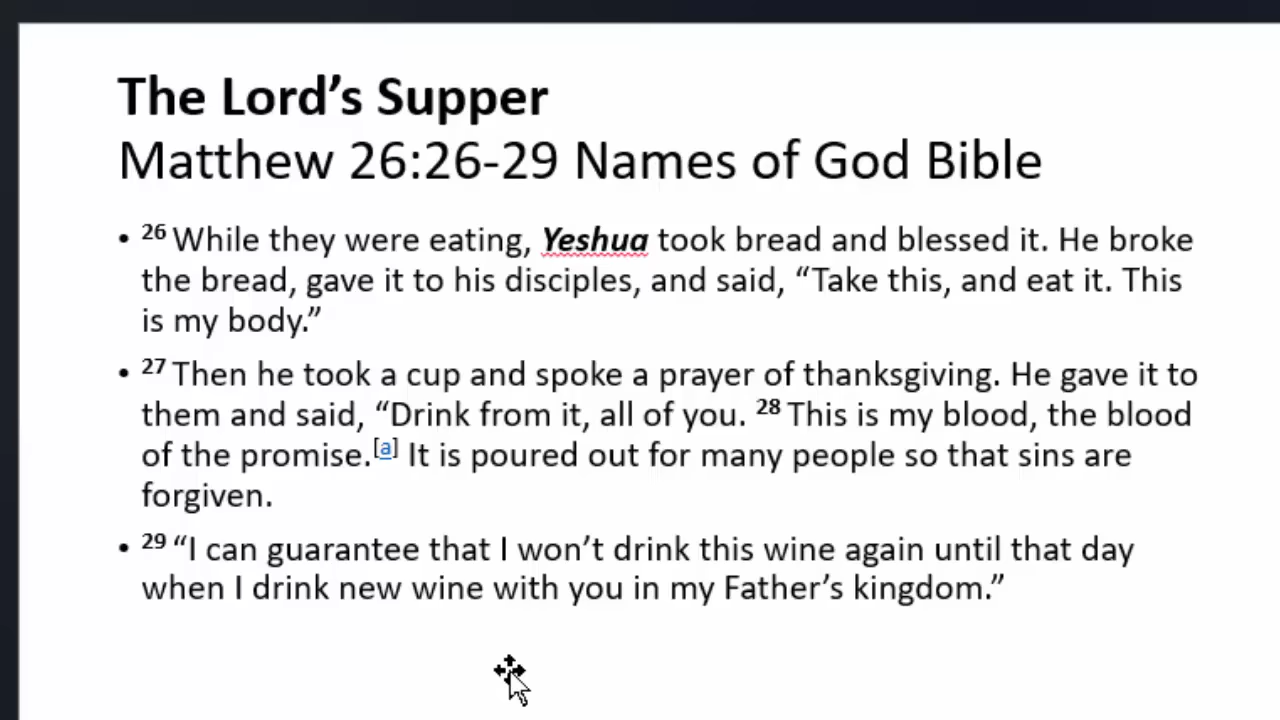 The Lord’s Supper
Matthew 26:26-29 Names of God Bible
• 26 While they were eating, Yeshua took bread and blessed it. He broke
the bread, gave it to his disciples, and said, “Take this, and eat it. This
is my body.”
• 27 Then he took a cup and spoke a prayer of thanksgiving. He gave it to
them and said, “Drink from it, all of you. 28 This is my blood, the blood
of the promise.[a] It is poured out for many people so that sins are
forgiven.
• 29 “I can guarantee that I won’t drink this wine again until that day
when I drink new wine with you in my Father’s kingdom.”